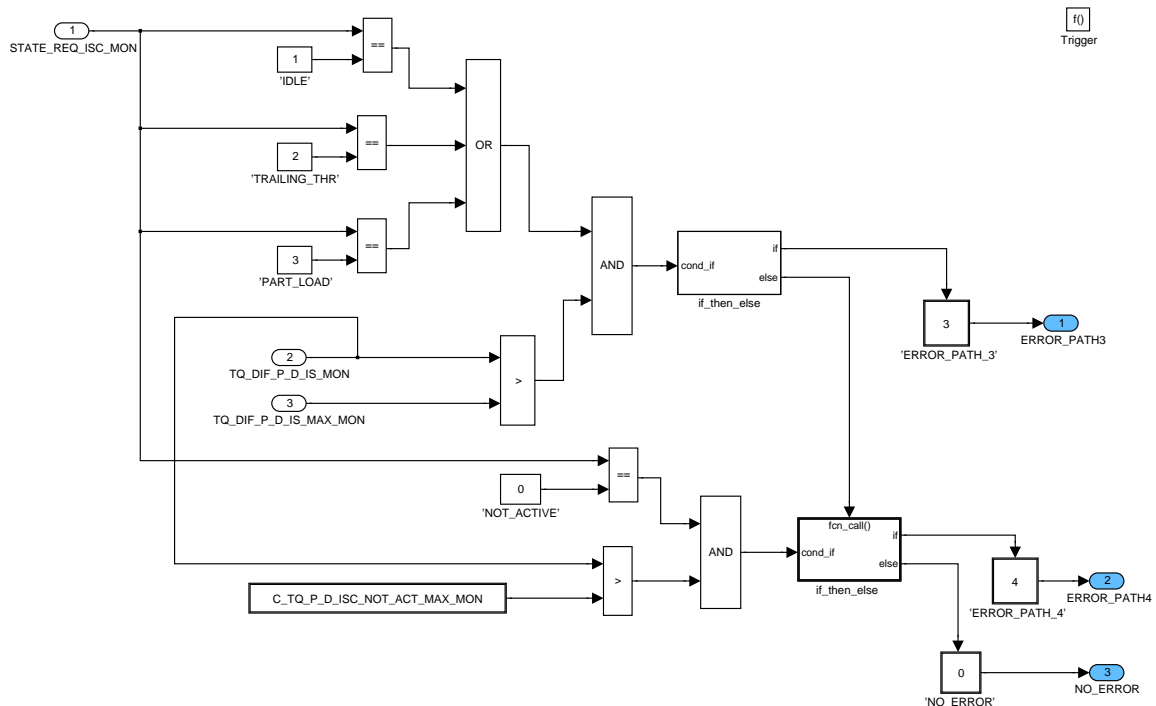 1
STATE_REQ_ISC_MON
==
f()
Trigger
1
'IDLE'
OR
==
2
'TRAILING_THR'
==
3
'PART_LOAD'
AND
cond_if
if
else
if_then_else
3
'ERROR_PATH_3'
1
ERROR_PATH3
2
TQ_DIF_P_D_IS_MON
>
3
TQ_DIF_P_D_IS_MAX_MON
==
0
'NOT_ACTIVE'
AND
fcn_call()
cond_if
if
else
if_then_else
>
C_TQ_P_D_ISC_NOT_ACT_MAX_MON
4
'ERROR_PATH_4'
2
ERROR_PATH4
0
'NO_ERROR'
3
NO_ERROR